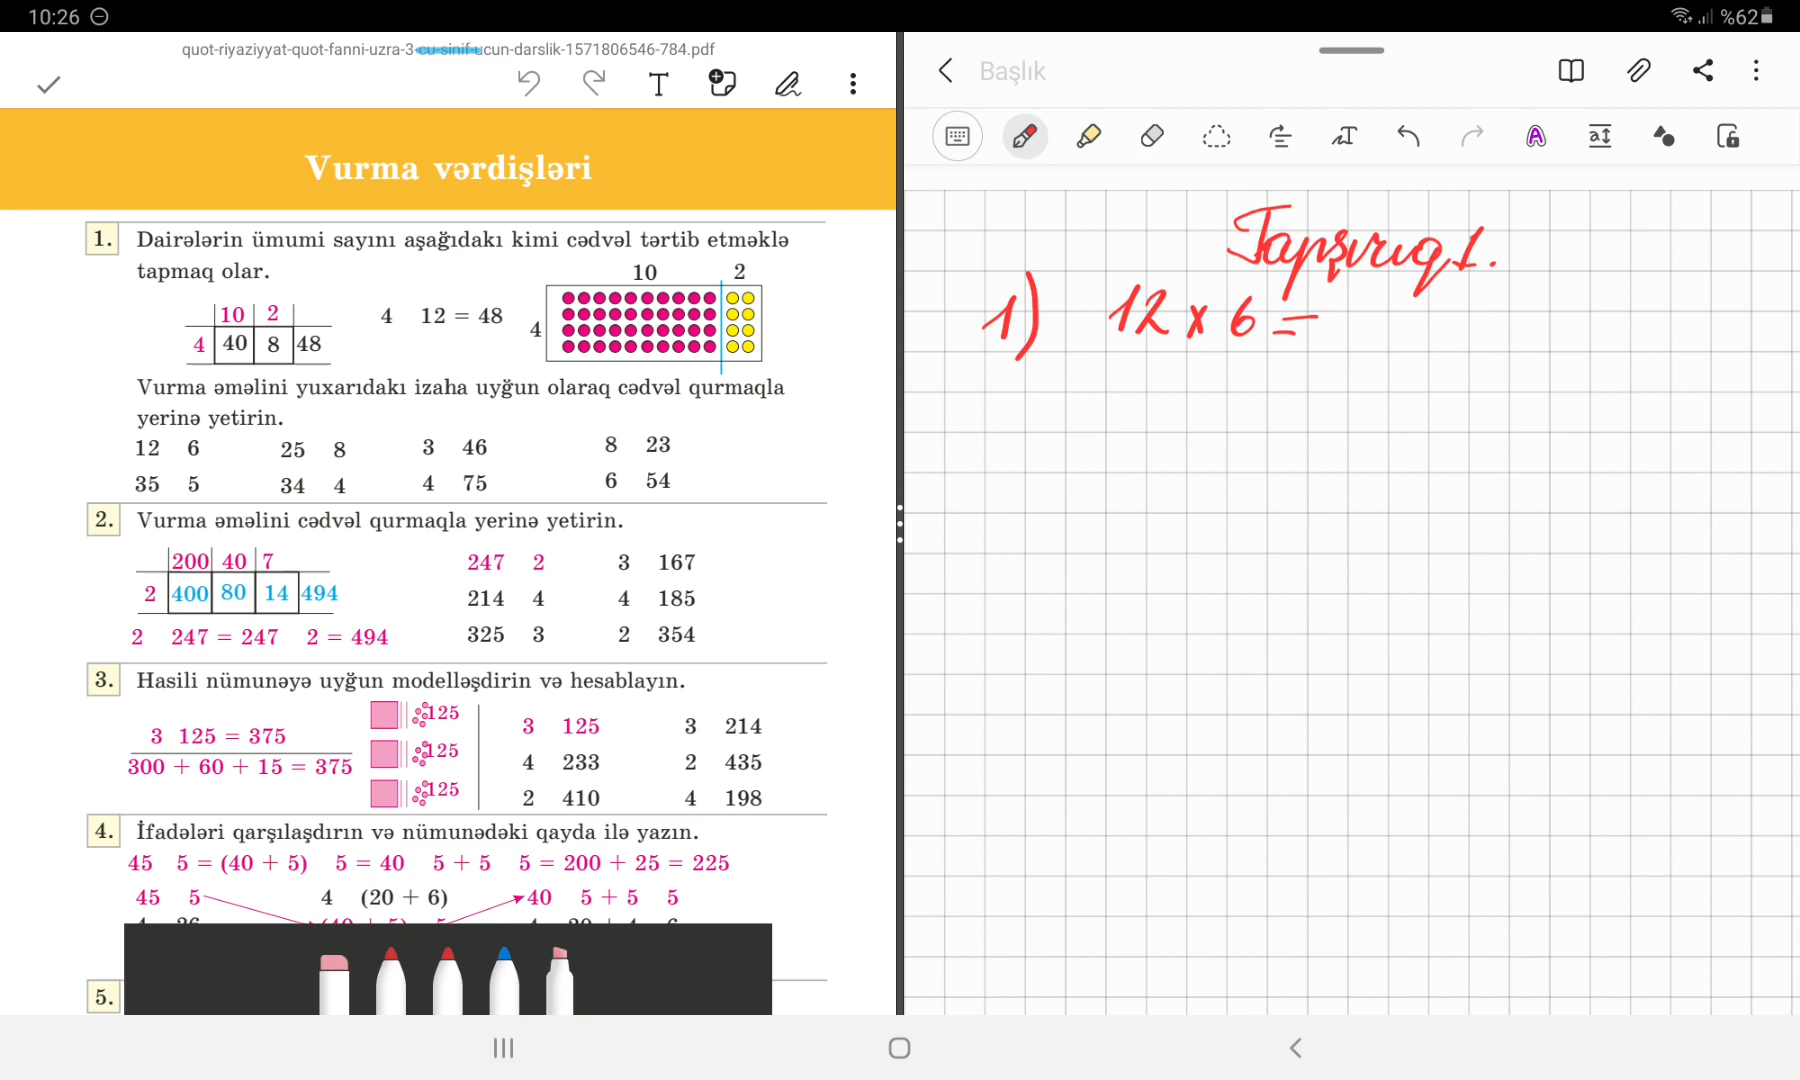 10:26
%62
quot-riyaziyyat-quot-fanni-uzra-3-cu-sinif-ucun-darslik-1571806546-784.pdf
Başlık
Vurma vərdişləri
1. Dairələrin ümumi sayını aşağıdakı kimi cədvəl tərtib etməklə
tapmaq olar.
10 2
10 2
4 12 = 48
4
4 40 8 48
Vurma əməlini yuxarıdakı izaha uyğun olaraq cədvəl qurmaqla
yerinə yetirin.
12 6 25 8 3 46 8 23
35 5 34 4 4 75 6 54
2. Vurma əməlini cədvəl qurmaqla yerinə yetirin.
200 40 7
247 2 3 167
2 400 80 14 494
214 4 4 185
325 3 2 354
2 247 = 247 2 = 494
3. Hasili nümunəyə uyğun modelləşdirin və hesablayın.
125
3 125 3 214
3 125 = 375
125
300 + 60 + 15 = 375
4 233 2 435
125
2 410 4 198
4. İfadələri qarşılaşdırın və nümunədəki qayda ilə yazın.
45 5 = (40 + 5) 5 = 40 5 + 5 5 = 200 + 25 = 225
45 5 4 (20 + 6) 40 5 + 5 5
5.
Tapşırıq 1.
1) 12 x 6 =